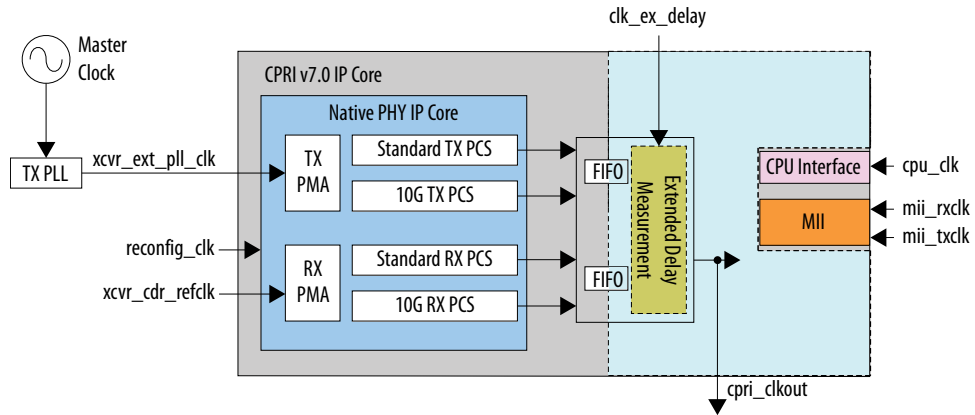 clk_ex_delay
Master
Clock
CPRI v7.0 IP Core
Native PHY IP Core
TX PLL
xcvr_ext_pll_clk
TX
PMA
Standard TX PCS
10G TX PCS
FIFO
Extended Delay
Measurement
CPU Interface
cpu_clk
MII
mii_rxclk
mii_txclk
reconfig_clk
xcvr_cdr_refclk
RX
PMA
Standard RX PCS
10G RX PCS
FIFO
cpri_clkout